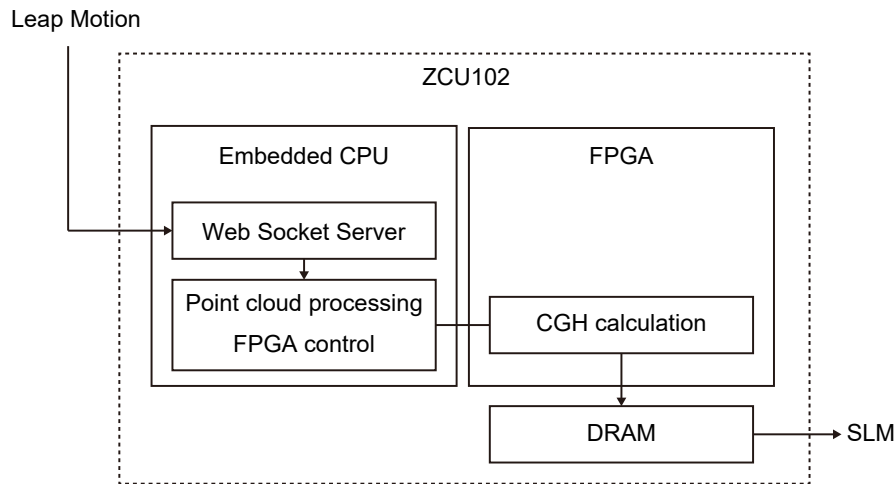 Leap Motion
ZCU102
Embedded CPU
FPGA
Web Socket Server
Point cloud processing
FPGA control
CGH calculation
DRAM
SLM